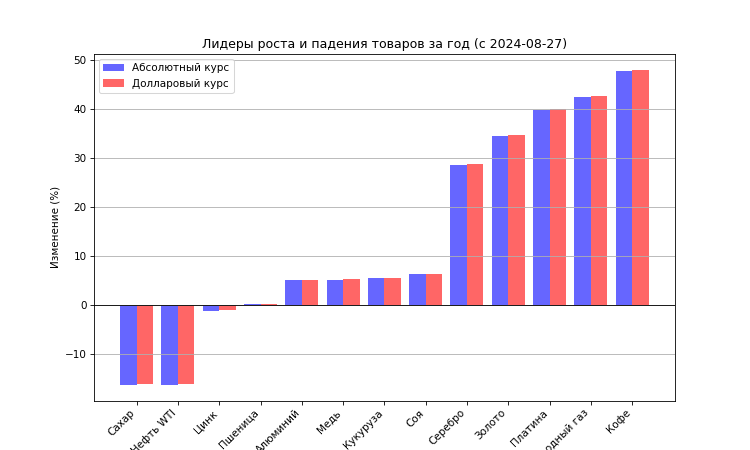 Лидеры роста и падения товаров за год (с 2024-08-27)
Абсолютный курс
Долларовый курс
Изменение (%)
50
40
30
20
10
0
−10
Сахар
Нефть WTI
Цинк
Пшеница
Алюминий
Медь
Кукуруза
Соя
Серебро
Золото
Платина
газ
Кофе